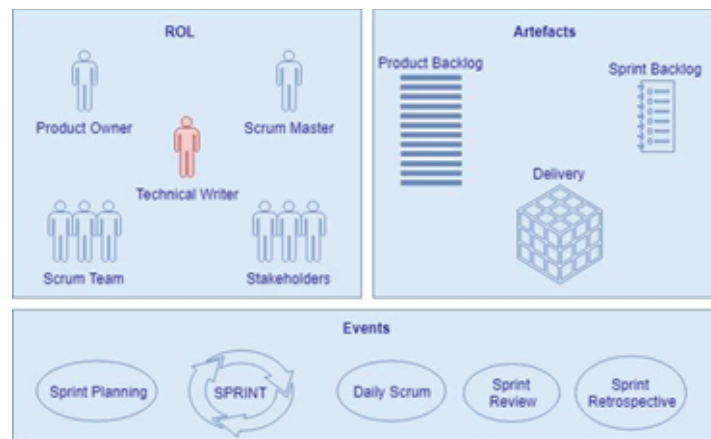 ROL
Product Owner
Scrum Master
Technical Writer
Scrum Team
Stakeholders
Artefacts
Product Backlog
Sprint Backlog
Delivery
Events
Sprint Planning
SPRINT
Daily Scrum
Sprint
Review
Sprint
Retrospective